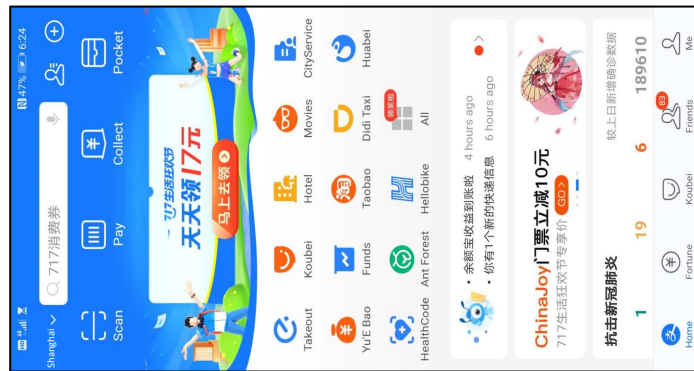 HD 4G 47% 6:24
Shanghai 717消费券
Scan Pay Collect Pocket
717生活狂欢节
天天领17元
马上去领
Takeout Koubei Hotel Movies CityService
Yu'E Bao Funds Taobao Didi Taxi Huabei
领奖啦
HealthCode Ant Forest Hellobike All
余额宝收益到账啦 4 hours ago
你有1个新的快递信息 6 hours ago
ChinaJoy门票立减10元
717生活狂欢节专享价 GO>
抗击新冠肺炎 较上日新增确诊数据
1 19 6 189610
83
Home Fortune Koubei Friends Me